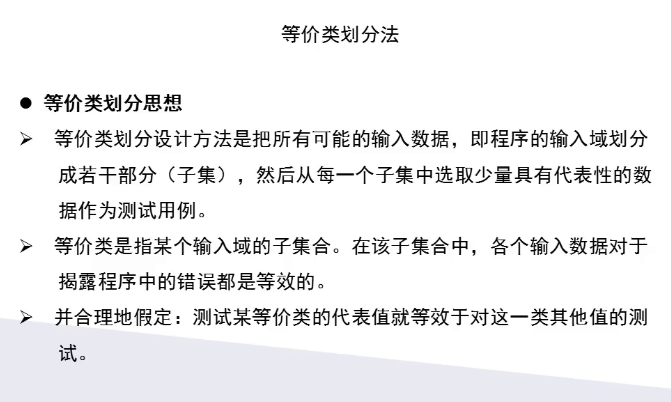 等价类划分法
● 等价类划分思想
➢ 等价类划分设计方法是把所有可能的输入数据，即程序的输入域划分
成若干部分（子集），然后从每一个子集中选取少量具有代表性的数
据作为测试用例。
➢ 等价类是指某个输入域的子集合。在该子集合中，各个输入数据对于
揭露程序中的错误都是等效的。
➢ 并合理地假定：测试某等价类的代表值就等效于对这一类其他值的测
试。